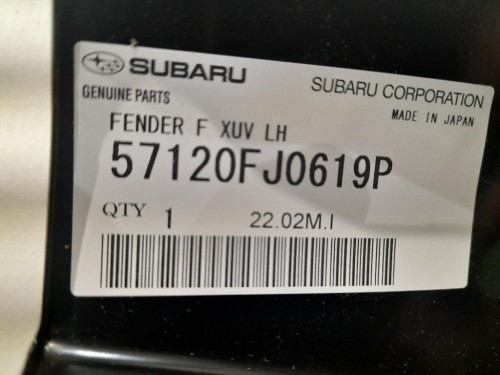 SUBARU
SUBARU CORPORATION
GENUINE PARTS
MADE IN JAPAN
FENDER F XUV LH
57120FJ0619P
QTY 1 22.02M.I